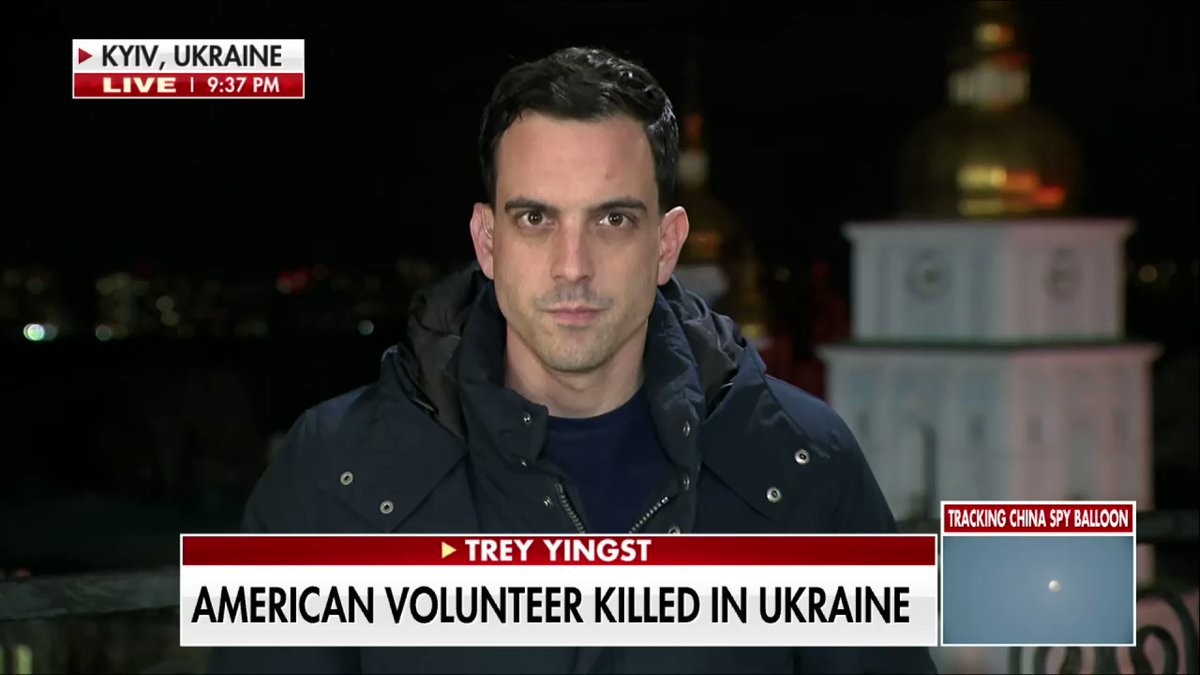 KYIV, UKRAINE
LIVE | 9:37 PM
TREY YINGST
AMERICAN VOLUNTEER KILLED IN UKRAINE
TRACKING CHINA SPY BALLOON